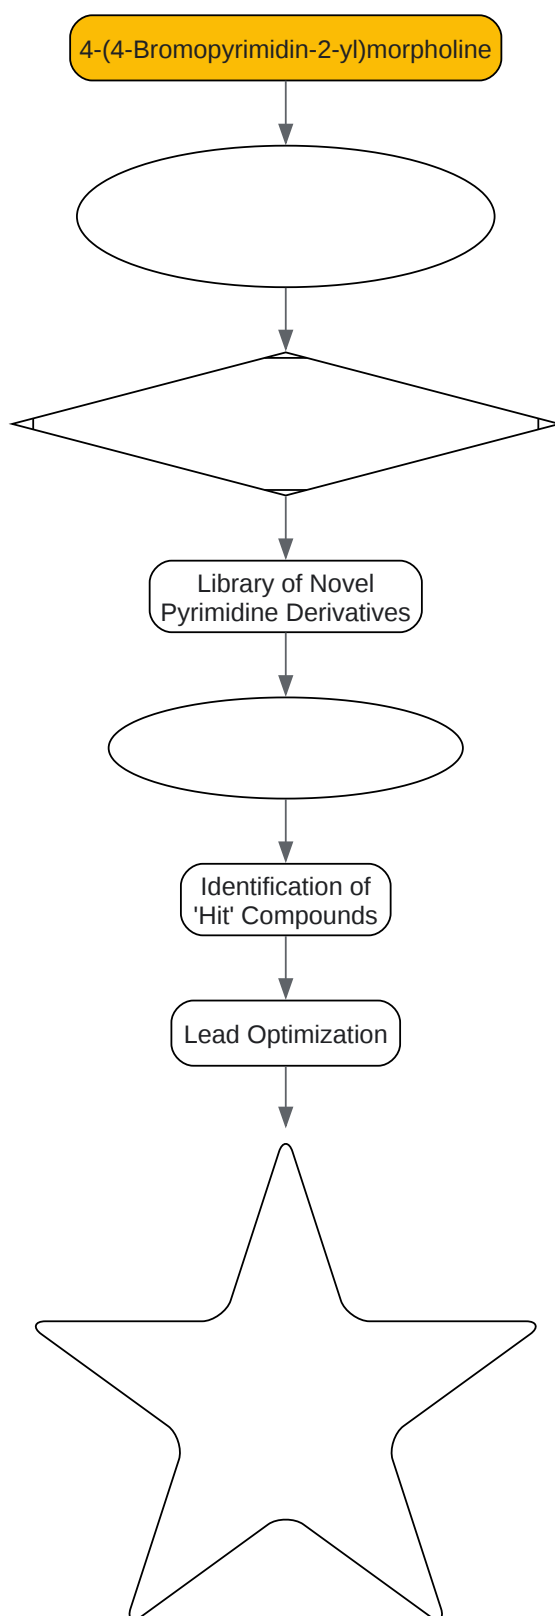 4-(4-Bromopyrimidin-2-yl)morpholine
Library of Novel
Pyrimidine Derivatives
Identification of
'Hit' Compounds
Lead Optimization